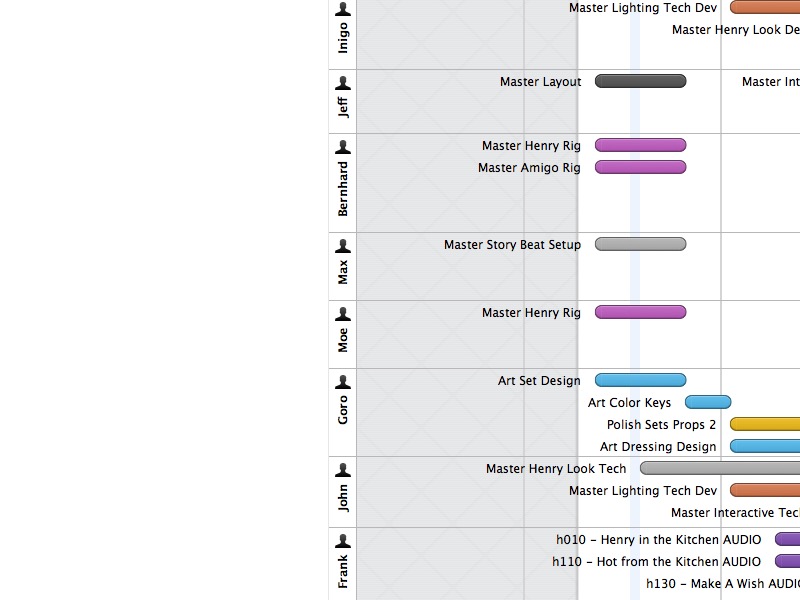 Inigo
Master Lighting Tech Dev
Master Henry Look De
Jeff
Master Layout
Master Int
Bernhard
Master Henry Rig
Master Amigo Rig
Max
Master Story Beat Setup
Moe
Master Henry Rig
Goro
Art Set Design
Art Color Keys
Polish Sets Props 2
Art Dressing Design
John
Master Henry Look Tech
Master Lighting Tech Dev
Master Interactive Tec
Frank
h010 – Henry in the Kitchen AUDIO
h110 – Hot from the Kitchen AUDIO
h130 – Make A Wish AUDI